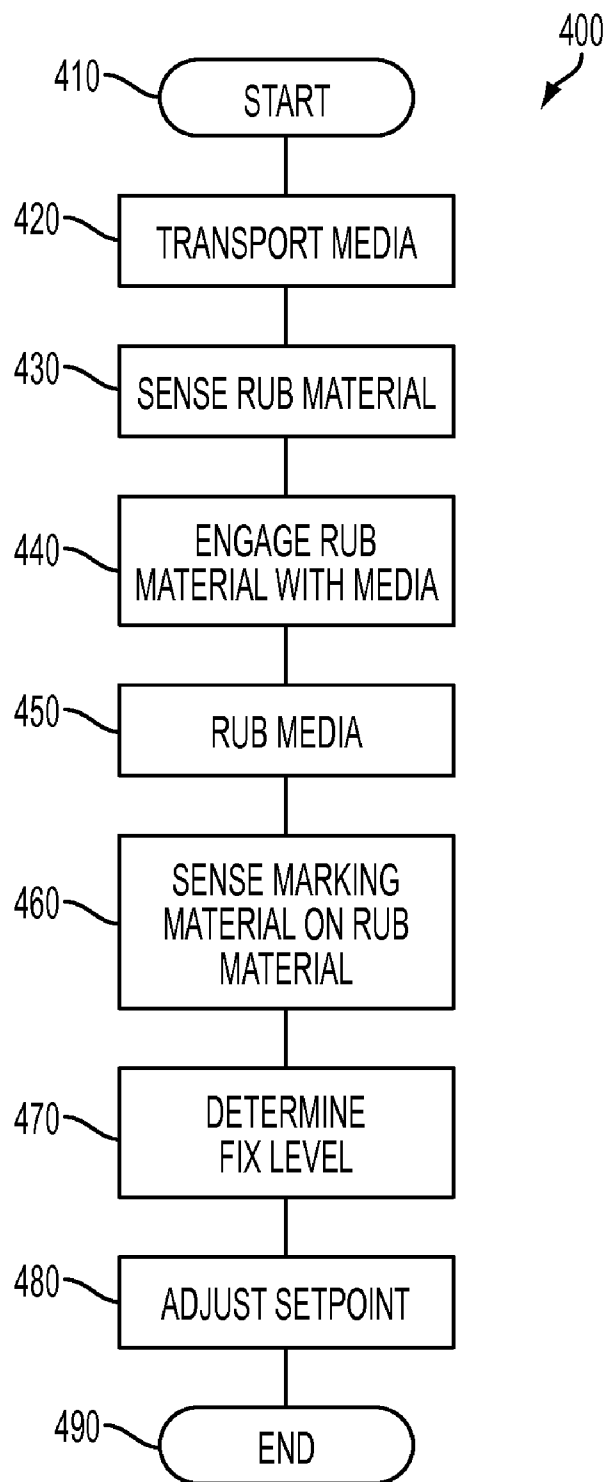 400
410
START
420
TRANSPORT MEDIA
430
SENSE RUB MATERIAL
440
ENGAGE RUB
MATERIAL WITH MEDIA
450
RUB MEDIA
460
SENSE MARKING
MATERIAL ON RUB
MATERIAL
470
DETERMINE
FIX LEVEL
480
ADJUST SETPOINT
490
END